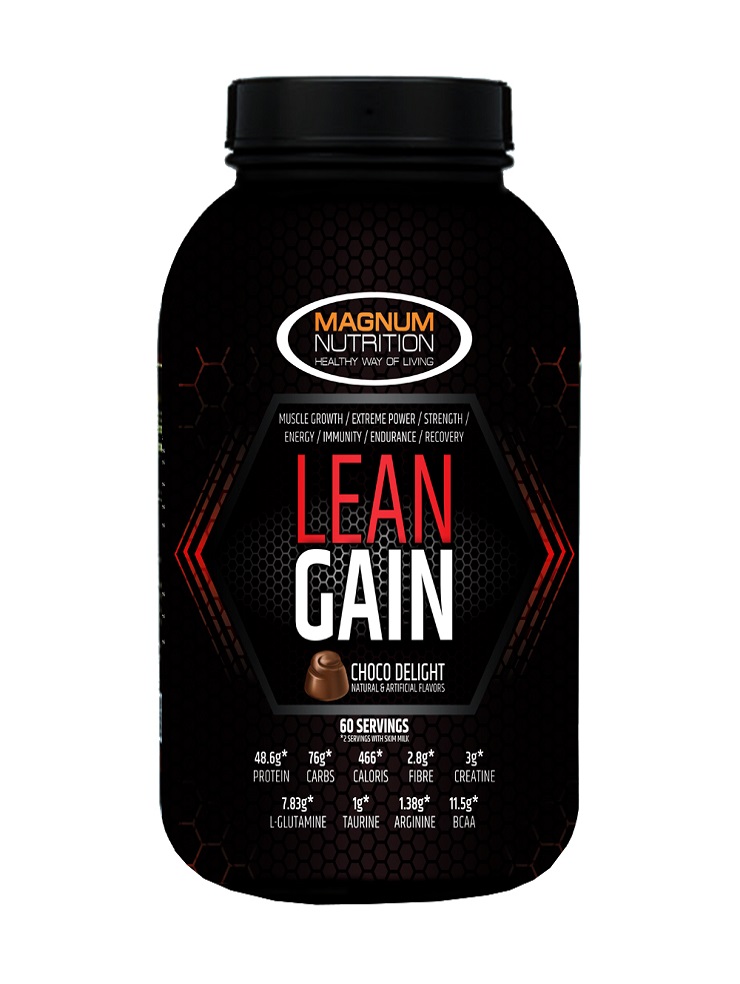 MAGNUM
NUTRITION
HEALTHY WAY OF LIVING
MUSCLE GROWTH / EXTREME POWER / STRENGTH /
ENERGY / IMMUNITY / ENDURANCE / RECOVERY
LEAN
GAIN
CHOCO DELIGHT
NATURAL & ARTIFICIAL FLAVORS
60 SERVINGS
*2 SERVINGS WITH SKIM MILK
48.6g* 76g* 466* 2.8g* 3g*
PROTEIN CARBS CALORIS FIBRE CREATINE
7.83g* 1g* 1.38g* 11.5g*
L-GLUTAMINE TAURINE ARGININE BCAA